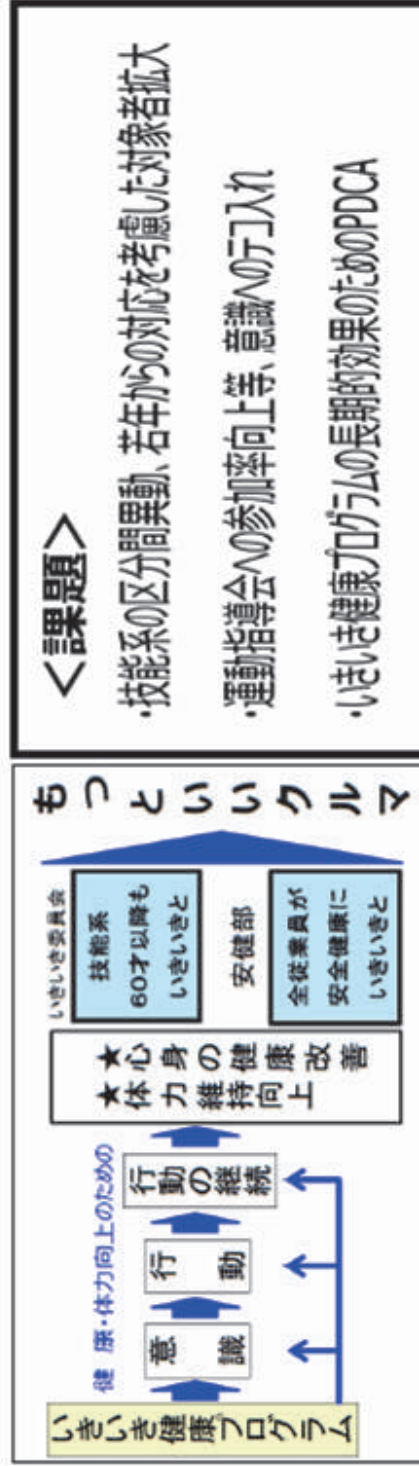 健康・体力向上のための
いきいき健康プログラム
意識
行動
行動の継続
★心身の健康改善
★体力維持向上
いきいき委員会
技能系
60才以降も
いきいきと
安健部
全従業員が
安全健康に
いきいきと
もっといいクルマ
＜課題＞
・技能系の区分間異動、若年からの対応を考慮した対象者拡大
・運動指導会への参加率向上等、意識へのテコ入れ
・いきいき健康プログラムの長期的効果のためのPDCA